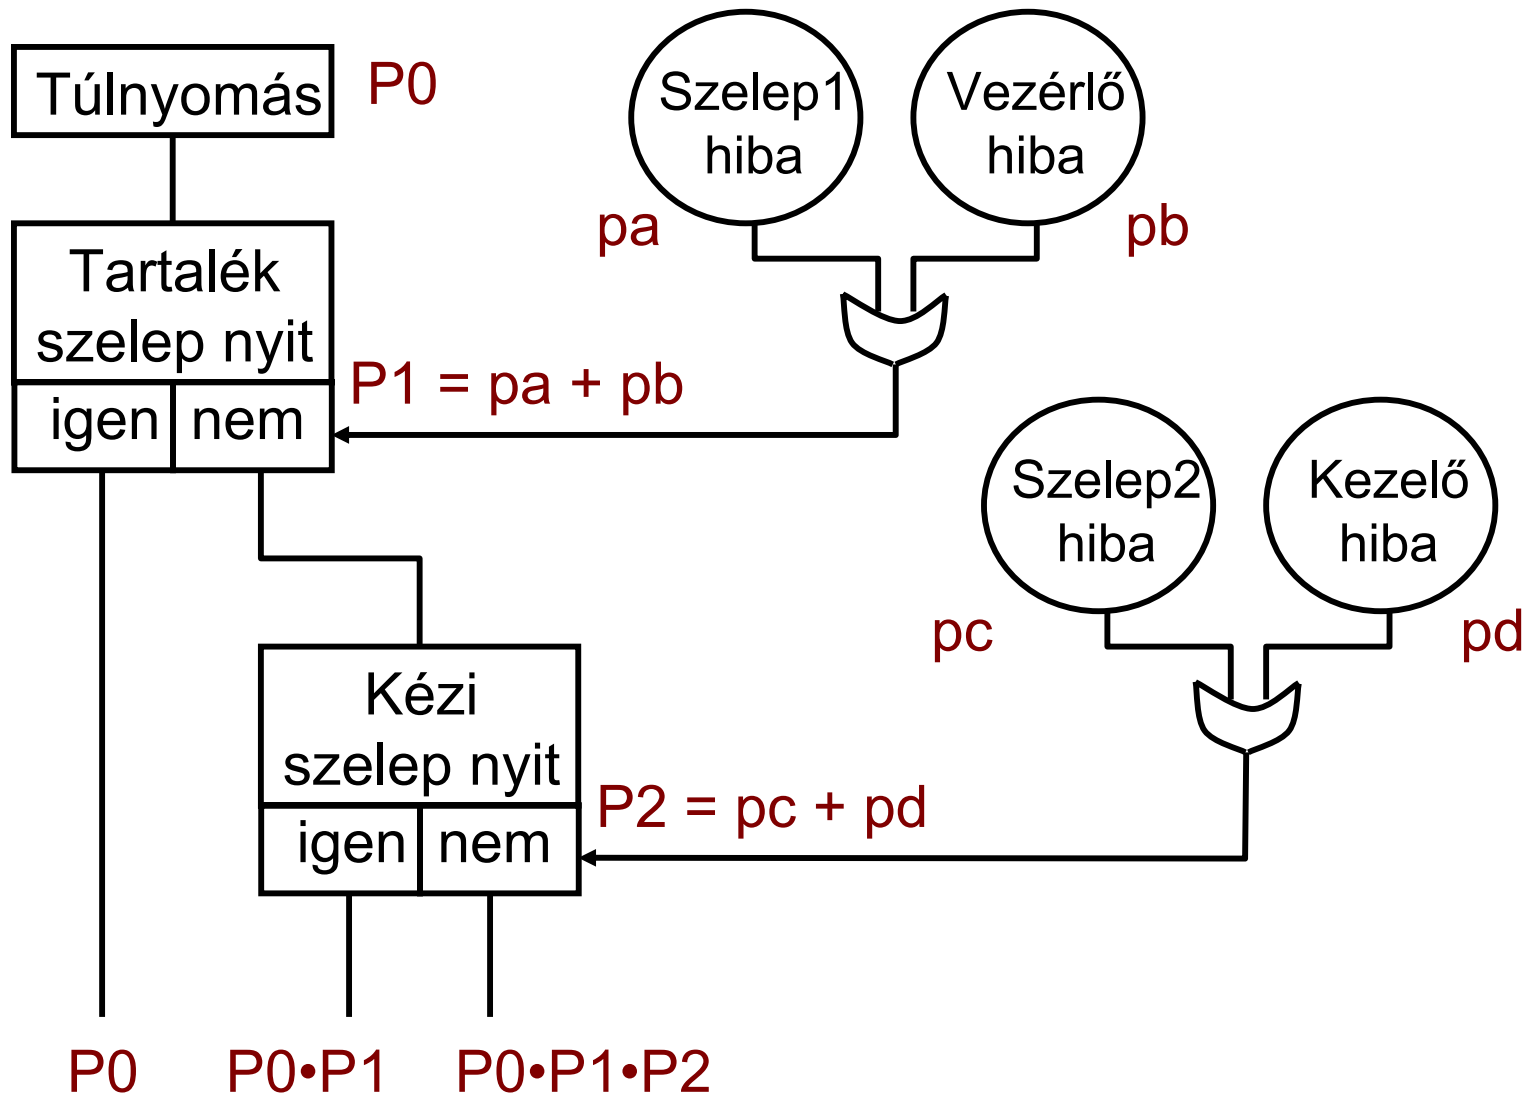 Túlnyomás
P0
Szelep1
hiba
Vezérlő
hiba
pa
pb
Tartalék
szelep nyit
igen
nem
P1 = pa + pb
Szelep2
hiba
Kezelő
hiba
pc
pd
Kézi
szelep nyit
igen
nem
P2 = pc + pd
P0
P0•P1
P0•P1•P2